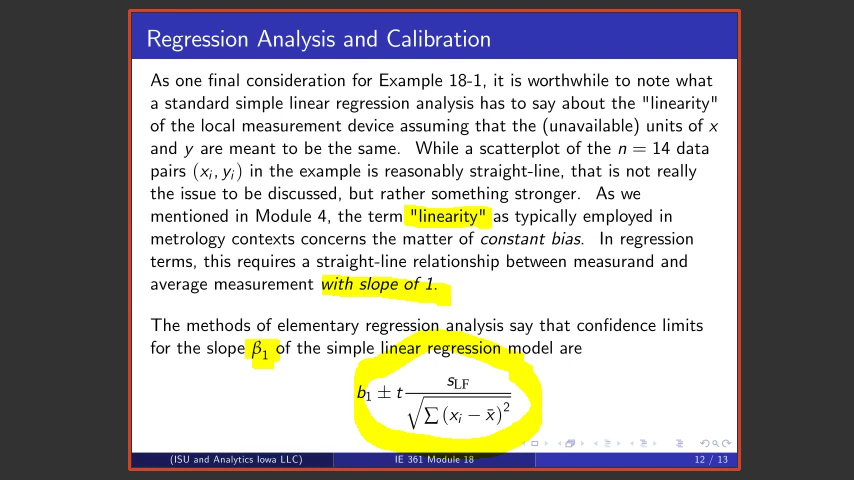 Regression Analysis and Calibration
As one final consideration for Example 18-1, it is worthwhile to note what
a standard simple linear regression analysis has to say about the "linearity"
of the local measurement device assuming that the (unavailable) units of x
and y are meant to be the same. While a scatterplot of the n = 14 data
pairs (xᵢ, yᵢ) in the example is reasonably straight-line, that is not really
the issue to be discussed, but rather something stronger. As we
mentioned in Module 4, the term "linearity" as typically employed in
metrology contexts concerns the matter of constant bias. In regression
terms, this requires a straight-line relationship between measurand and
average measurement with slope of 1.
The methods of elementary regression analysis say that confidence limits
for the slope β₁ of the simple linear regression model are
b₁ ± t s_LF / √(∑ (xᵢ − x̄)²)
(ISU and Analytics Iowa LLC) IE 361 Module 18 12 / 13